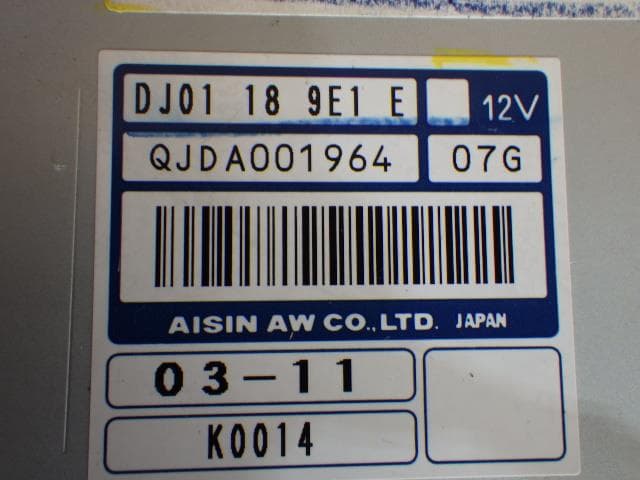 DJ01 18 9E1 E 12V
QJDA001964 07G
AISIN AW CO.,LTD. JAPAN
03-11
K0014